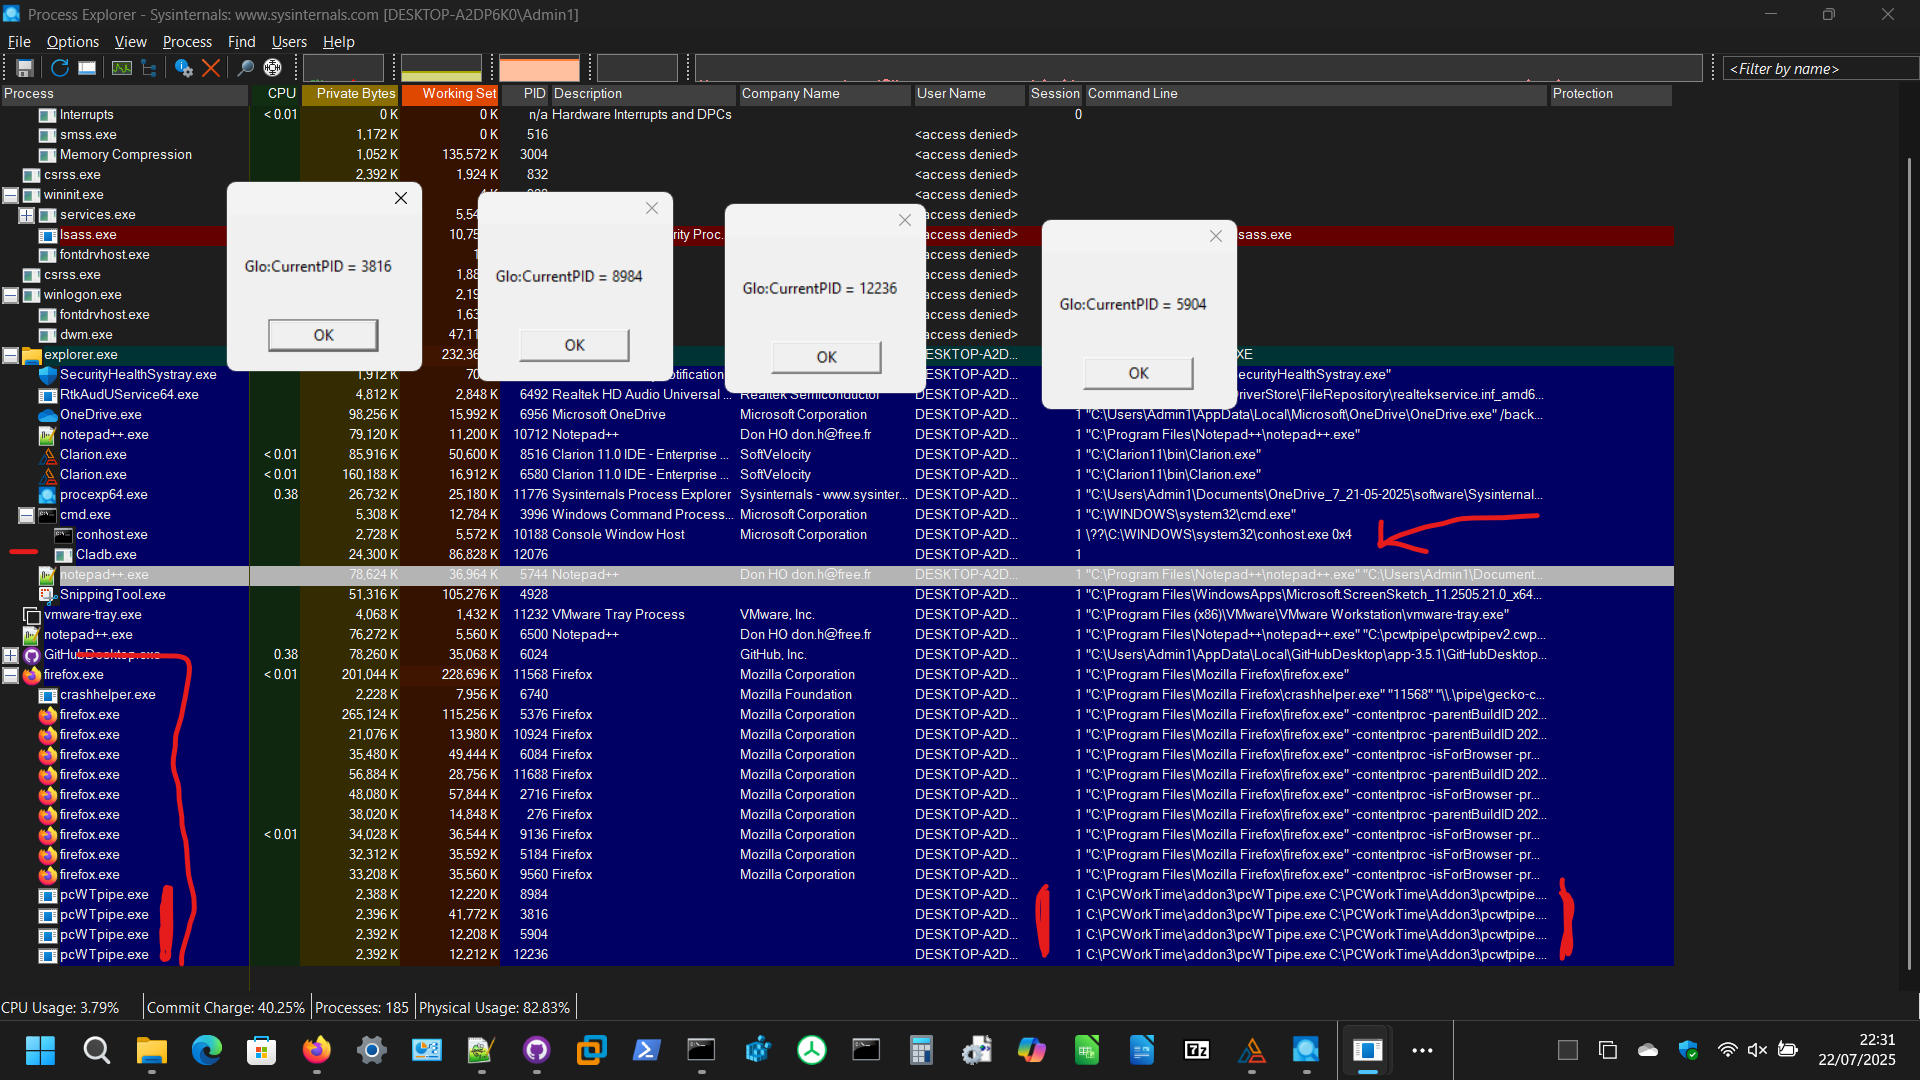 Process Explorer - Sysinternals: www.sysinternals.com [DESKTOP-A2DP6K0\Admin1]
File Options View Process Find Users Help
<Filter by name>
Process CPU Private Bytes Working Set PID Description Company Name User Name Session Command Line Protection
Interrupts < 0.01 0 K 0 K n/a Hardware Interrupts and DPCs 0
smss.exe 1,172 K 0 K 516 <access denied>
Memory Compression 1,052 K 135,572 K 3004 <access denied>
csrss.exe 2,392 K 1,924 K 832 <access denied>
wininit.exe <access denied>
services.exe access denied>
lsass.exe rity Proc... access denied> sass.exe
fontdrvhost.exe access denied>
csrss.exe access denied>
winlogon.exe access denied>
fontdrvhost.exe access denied>
dwm.exe access denied>
explorer.exe DESKTOP-A2D... XE
Glo:CurrentPID = 3816
OK
Glo:CurrentPID = 8984
OK
Glo:CurrentPID = 12236
OK
Glo:CurrentPID = 5904
OK
SecurityHealthSystray.exe 1,912 K DESKTOP-A2D... ecurityHealthSystray.exe"
RtkAudUService64.exe 4,812 K 2,848 K 6492 Realtek HD Audio Universal ... Realtek Semiconductor DESKTOP-A2D... riverStore\FileRepository\realtekservice.inf_amd6...
OneDrive.exe 98,256 K 15,992 K 6956 Microsoft OneDrive Microsoft Corporation DESKTOP-A2D... 1 "C:\Users\Admin1\AppData\Local\Microsoft\OneDrive\OneDrive.exe" /back...
notepad++.exe 79,120 K 11,200 K 10712 Notepad++ Don HO don.h@free.fr DESKTOP-A2D... 1 "C:\Program Files\Notepad++\notepad++.exe"
Clarion.exe < 0.01 85,916 K 50,600 K 8516 Clarion 11.0 IDE - Enterprise ... SoftVelocity DESKTOP-A2D... 1 "C:\Clarion11\bin\Clarion.exe"
Clarion.exe < 0.01 160,188 K 16,912 K 6580 Clarion 11.0 IDE - Enterprise ... SoftVelocity DESKTOP-A2D... 1 "C:\Clarion11\bin\Clarion.exe"
procexp64.exe 0.38 26,732 K 25,180 K 11776 Sysinternals Process Explorer Sysinternals - www.sysinter... DESKTOP-A2D... 1 "C:\Users\Admin1\Documents\OneDrive_7_21-05-2025\software\Sysinternal...
cmd.exe 5,308 K 12,784 K 3996 Windows Command Process... Microsoft Corporation DESKTOP-A2D... 1 "C:\WINDOWS\system32\cmd.exe"
conhost.exe 2,728 K 5,572 K 10188 Console Window Host Microsoft Corporation DESKTOP-A2D... 1 \??\C:\WINDOWS\system32\conhost.exe 0x4
Cladb.exe 24,300 K 86,828 K 12076 DESKTOP-A2D... 1
notepad++.exe 78,624 K 36,964 K 5744 Notepad++ Don HO don.h@free.fr DESKTOP-A2D... 1 "C:\Program Files\Notepad++\notepad++.exe" "C:\Users\Admin1\Document...
SnippingTool.exe 51,316 K 105,276 K 4928 DESKTOP-A2D... 1 "C:\Program Files\WindowsApps\Microsoft.ScreenSketch_11.2505.21.0_x64...
vmware-tray.exe 4,068 K 1,432 K 11232 VMware Tray Process VMware, Inc. DESKTOP-A2D... 1 "C:\Program Files (x86)\VMware\VMware Workstation\vmware-tray.exe"
notepad++.exe 76,272 K 5,560 K 6500 Notepad++ Don HO don.h@free.fr DESKTOP-A2D... 1 "C:\Program Files\Notepad++\notepad++.exe" "C:\pcwtpipe\pcwtpipev2.cwp...
GitHubDesktop.exe 0.38 78,260 K 35,068 K 6024 GitHub, Inc. DESKTOP-A2D... 1 "C:\Users\Admin1\AppData\Local\GitHubDesktop\app-3.5.1\GitHubDesktop...
firefox.exe < 0.01 201,044 K 228,696 K 11568 Firefox Mozilla Corporation DESKTOP-A2D... 1 "C:\Program Files\Mozilla Firefox\firefox.exe"
crashhelper.exe 2,228 K 7,956 K 6740 Mozilla Foundation DESKTOP-A2D... 1 "C:\Program Files\Mozilla Firefox\crashhelper.exe" "11568" "\\.\pipe\gecko-c...
firefox.exe 265,124 K 115,256 K 5376 Firefox Mozilla Corporation DESKTOP-A2D... 1 "C:\Program Files\Mozilla Firefox\firefox.exe" -contentproc -parentBuildID 202...
firefox.exe 21,076 K 13,980 K 10924 Firefox Mozilla Corporation DESKTOP-A2D... 1 "C:\Program Files\Mozilla Firefox\firefox.exe" -contentproc -parentBuildID 202...
firefox.exe 35,480 K 49,444 K 6084 Firefox Mozilla Corporation DESKTOP-A2D... 1 "C:\Program Files\Mozilla Firefox\firefox.exe" -contentproc -isForBrowser -pr...
firefox.exe 56,884 K 28,756 K 11688 Firefox Mozilla Corporation DESKTOP-A2D... 1 "C:\Program Files\Mozilla Firefox\firefox.exe" -contentproc -parentBuildID 202...
firefox.exe 48,080 K 57,844 K 2716 Firefox Mozilla Corporation DESKTOP-A2D... 1 "C:\Program Files\Mozilla Firefox\firefox.exe" -contentproc -isForBrowser -pr...
firefox.exe 38,020 K 14,848 K 276 Firefox Mozilla Corporation DESKTOP-A2D... 1 "C:\Program Files\Mozilla Firefox\firefox.exe" -contentproc -parentBuildID 202...
firefox.exe < 0.01 34,028 K 36,544 K 9136 Firefox Mozilla Corporation DESKTOP-A2D... 1 "C:\Program Files\Mozilla Firefox\firefox.exe" -contentproc -isForBrowser -pr...
firefox.exe 32,312 K 35,592 K 5184 Firefox Mozilla Corporation DESKTOP-A2D... 1 "C:\Program Files\Mozilla Firefox\firefox.exe" -contentproc -isForBrowser -pr...
firefox.exe 33,208 K 35,560 K 9560 Firefox Mozilla Corporation DESKTOP-A2D... 1 "C:\Program Files\Mozilla Firefox\firefox.exe" -contentproc -isForBrowser -pr...
pcWTpipe.exe 2,388 K 12,220 K 8984 DESKTOP-A2D... 1 C:\PCWorkTime\addon3\pcWTpipe.exe C:\PCWorkTime\Addon3\pcwtpipe....
pcWTpipe.exe 2,396 K 41,772 K 3816 DESKTOP-A2D... 1 C:\PCWorkTime\addon3\pcWTpipe.exe C:\PCWorkTime\Addon3\pcwtpipe....
pcWTpipe.exe 2,392 K 12,208 K 5904 DESKTOP-A2D... 1 C:\PCWorkTime\addon3\pcWTpipe.exe C:\PCWorkTime\Addon3\pcwtpipe....
pcWTpipe.exe 2,392 K 12,212 K 12236 DESKTOP-A2D... 1 C:\PCWorkTime\addon3\pcWTpipe.exe C:\PCWorkTime\Addon3\pcwtpipe....
CPU Usage: 3.79% Commit Charge: 40.25% Processes: 185 Physical Usage: 82.83%
7z
22:31
22/07/2025